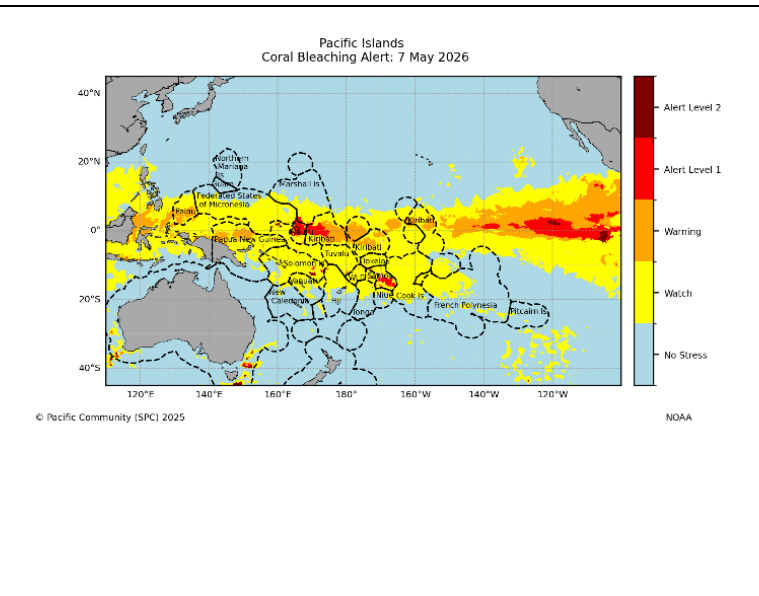 Pacific Islands
Coral Bleaching Alert: 7 May 2026
40°N
20°N
0°
20°S
40°S
120°E
140°E
160°E
180°
160°W
140°W
120°W
Northern
Mariana
Is
Guam
Marshall Is
Federated States
of Micronesia
Palau
Kiribati
Nauru
Papua New Guinea
Kiribati
Kiribati
Tuvalu
Solomon Is
Tokelau
Vanuatu
W&F
Samoa
New
Caledonia
Fiji
Niue
Cook Is
Tonga
French Polynesia
Pitcairn Is
Alert Level 2
Alert Level 1
Warning
Watch
No Stress
© Pacific Community (SPC) 2025
NOAA